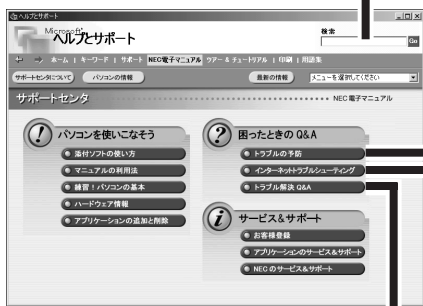 ヘルプとサポート
Microsoft
ヘルプとサポート
検索
Go
ホーム | キーワード | サポート | NEC電子マニュアル | ツアー & チュートリアル | 印刷 | 用語集
サポートセンタについて
パソコンの情報
最新の情報
メニューを選択してください
サポートセンタ
NEC電子マニュアル
パソコンを使いこなそう
添付ソフトの使い方
マニュアルの利用法
練習!パソコンの基本
ハードウェア情報
アプリケーションの追加と削除
困ったときの Q&A
トラブルの予防
インターネットトラブルシューティング
トラブル解決 Q&A
サービス&サポート
お客様登録
アプリケーションのサービス&サポート
NEC のサービス&サポート